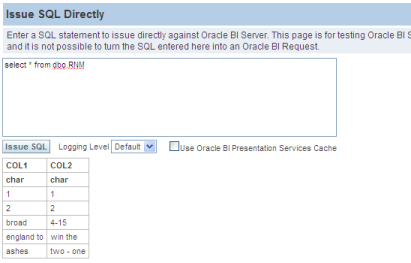 Issue SQL Directly
Enter a SQL statement to issue directly against Oracle BI Server. This page is for testing Oracle BI S
and it is not possible to turn the SQL entered here into an Oracle BI Request.
select * from dbo.RNM
Issue SQL Logging Level Default Use Oracle BI Presentation Services Cache
COL1 COL2
char char
1 1
2 2
broad 4-15
england to win the
ashes two - one